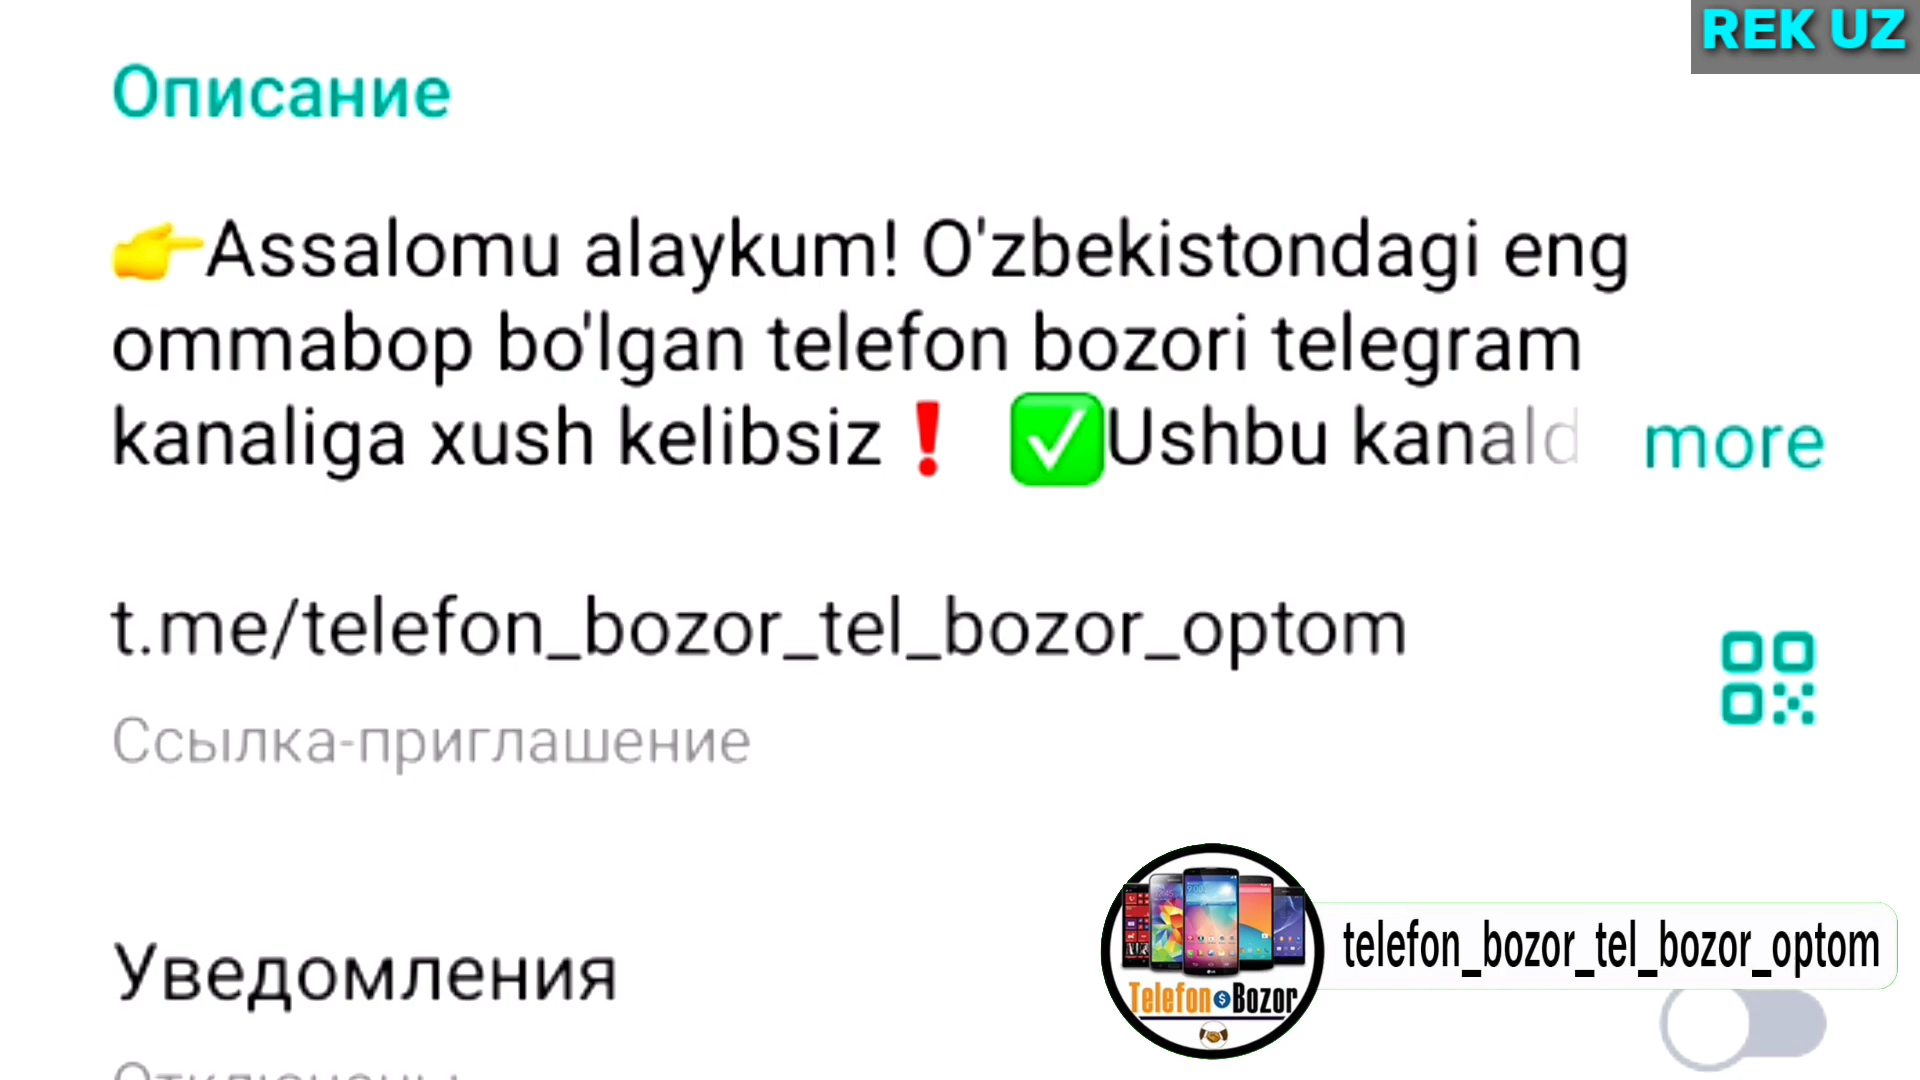 REK UZ
Описание
👉Assalomu alaykum! O'zbekistondagi eng
ommabop bo'lgan telefon bozori telegram
kanaliga xush kelibsiz❗ ✅Ushbu kanald more
t.me/telefon_bozor_tel_bozor_optom
Ссылка-приглашение
Уведомления
telefon_bozor_tel_bozor_optom
Telefon $ Bozor